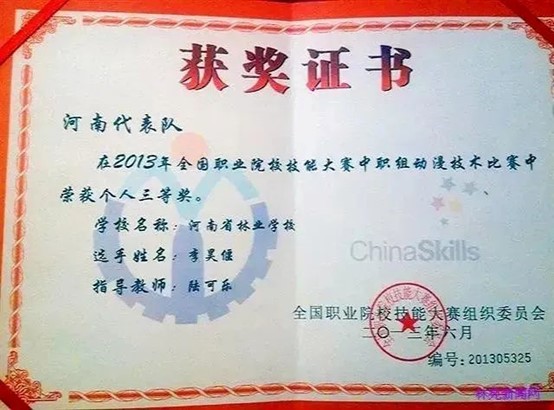 获奖证书
河南代表队
在2013年全国职业院校技能大赛中职组动漫技术比赛中
荣获个人三等奖。
学校名称：河南省林业学校
选手姓名：李昊恒
指导教师：陆可乐
ChinaSkills
全国职业院校技能大赛组织委员会
二〇一三年六月
编号：201305325